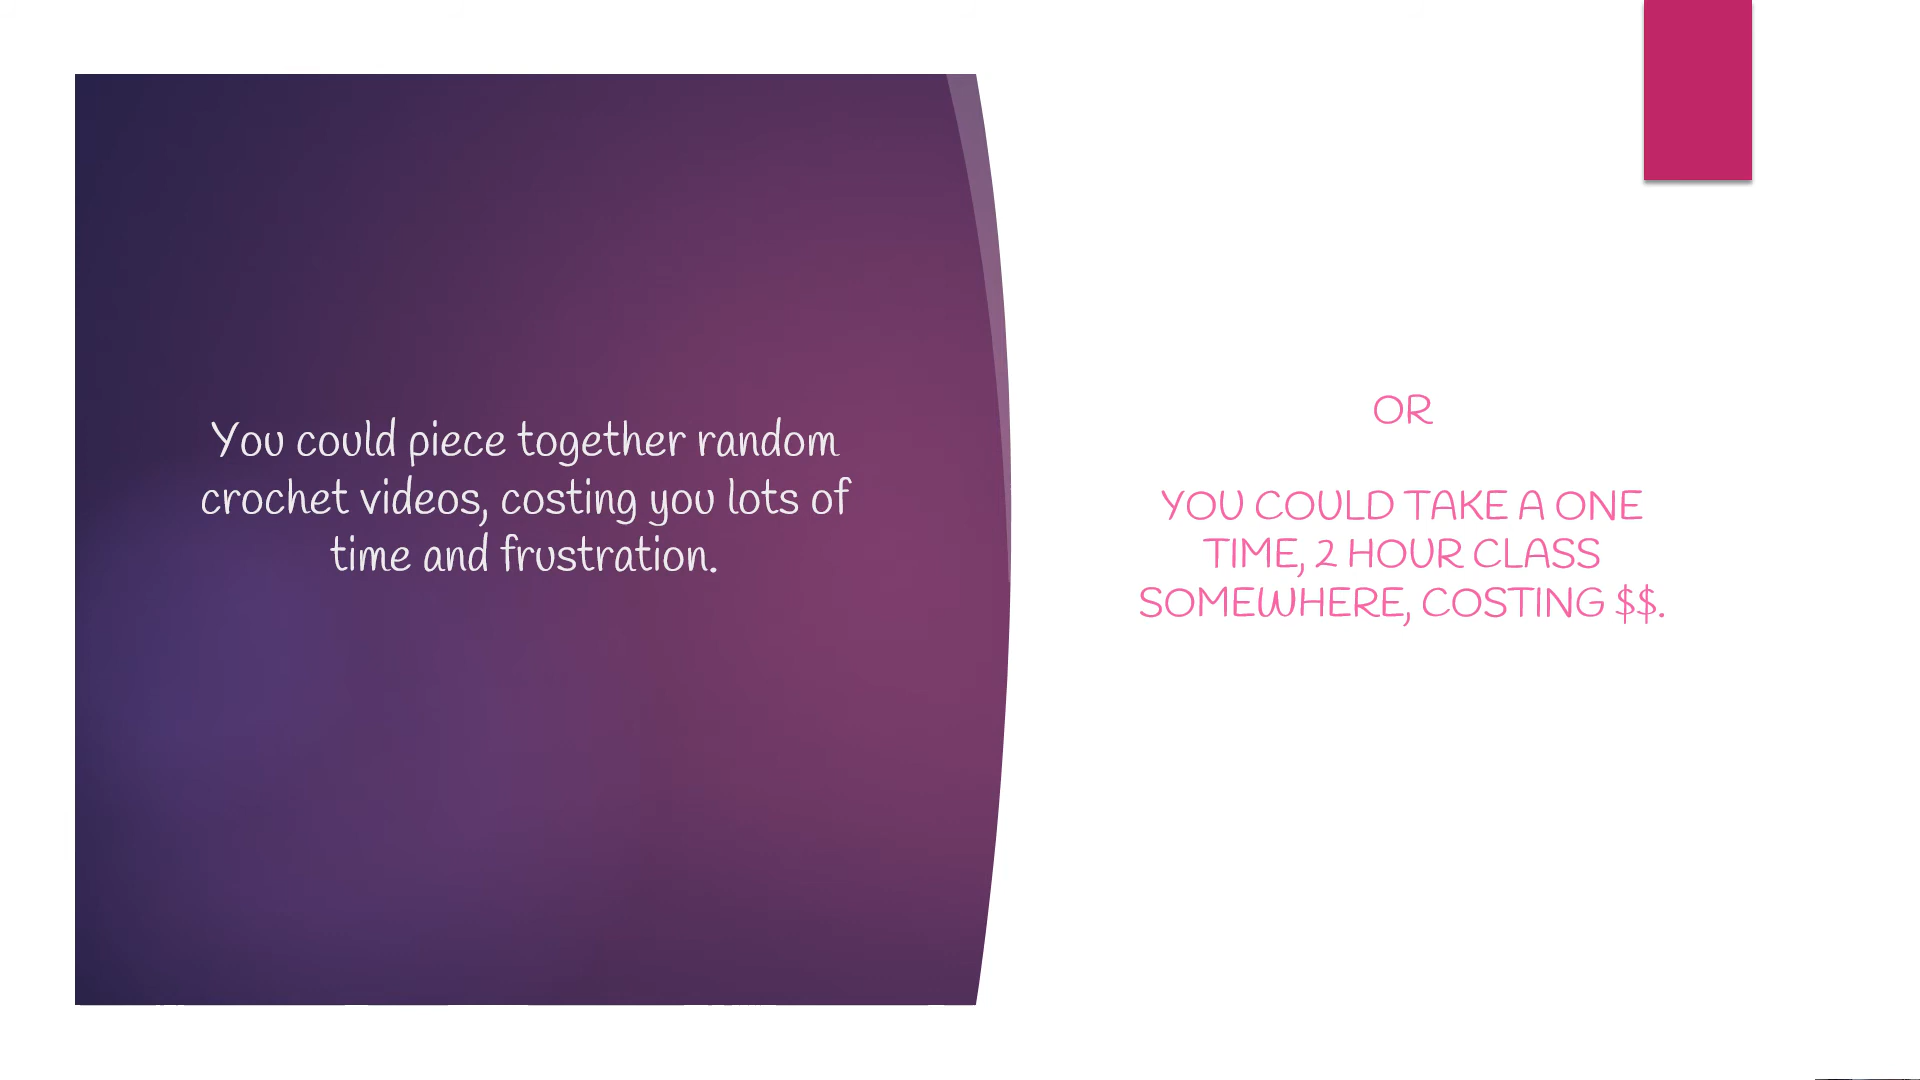 You could piece together random
crochet videos, costing you lots of
time and frustration.
OR
YOU COULD TAKE A ONE
TIME, 2 HOUR CLASS
SOMEWHERE, COSTING $$.